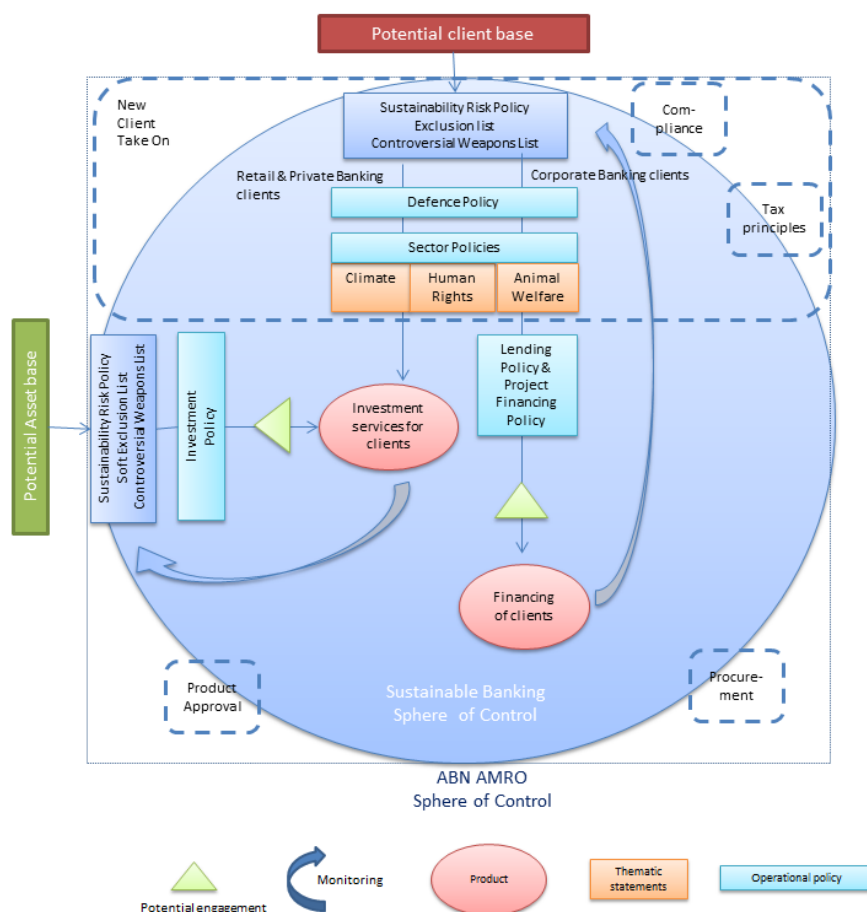 Potential client base
New
Client
Take On
Sustainability Risk Policy
Exclusion list
Controversial Weapons List
Com-
pliance
Retail & Private Banking
clients
Corporate Banking clients
Defence Policy
Tax
principles
Sector Policies
Climate
Human
Rights
Animal
Welfare
Potential Asset base
Sustainability Risk Policy
Soft Exclusion List
Controversial Weapons List
Investment
Policy
Investment
services for
clients
Lending
Policy &
Project
Financing
Policy
Financing
of clients
Product
Approval
Sustainable Banking
Sphere of Control
Procure-
ment
ABN AMRO
Sphere of Control
Potential engagement
Monitoring
Product
Thematic
statements
Operational policy